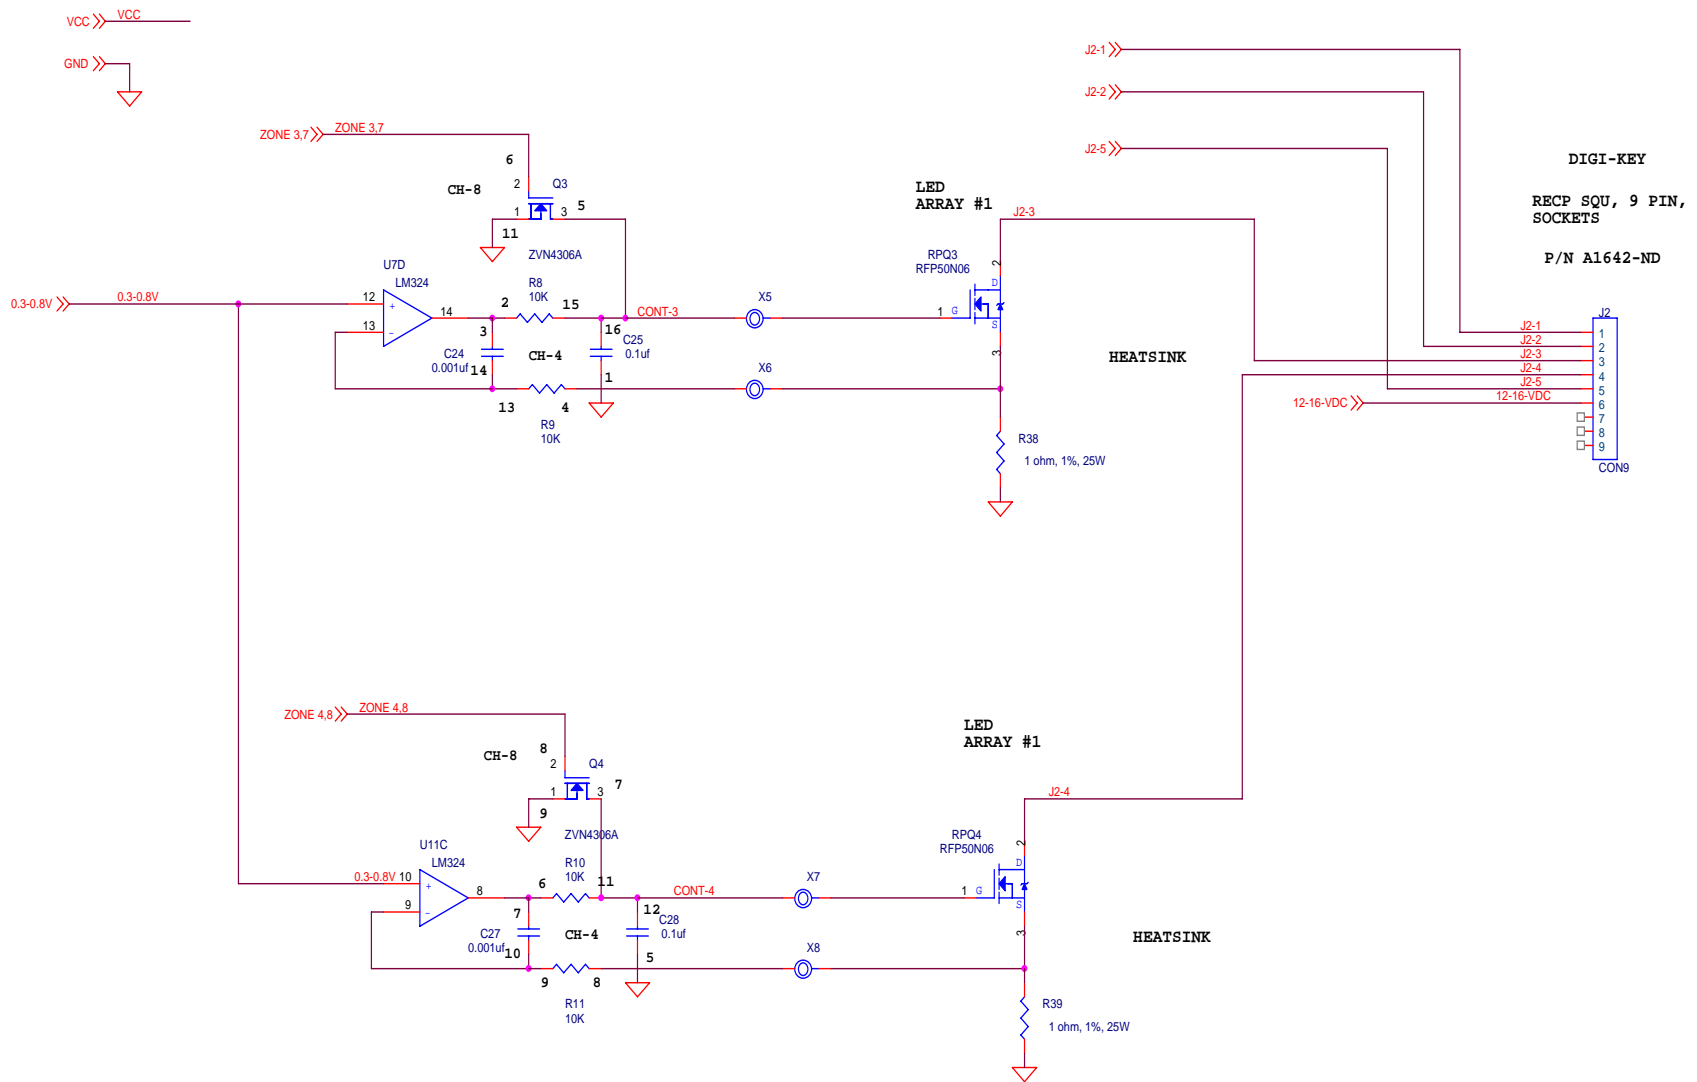 VCC
VCC
GND
J2-1
J2-2
J2-5
ZONE 3,7
ZONE 3,7
DIGI-KEY
RECP SQU, 9 PIN,
SOCKETS
P/N A1642-ND
6
CH-8
2
Q3
1
3
5
11
ZVN4306A
LED
ARRAY #1
J2-3
RPQ3
RFP50N06
2
D
1
G
S
3
HEATSINK
0.3-0.8V
0.3-0.8V
U7D
LM324
12
+
13
-
14
2
R8
10K
15
3
C24
0.001uf
14
CH-4
16
C25
0.1uf
1
CONT-3
X5
X6
13
4
R9
10K
R38
1 ohm, 1%, 25W
J2
J2-1
1
J2-2
2
J2-3
3
J2-4
4
J2-5
5
12-16-VDC
12-16-VDC
6
7
8
9
CON9
ZONE 4,8
ZONE 4,8
8
CH-8
2
Q4
1
3
7
9
ZVN4306A
LED
ARRAY #1
J2-4
RPQ4
RFP50N06
2
D
1
G
S
3
HEATSINK
U11C
LM324
0.3-0.8V
10
+
9
-
8
6
R10
10K
11
7
C27
0.001uf
10
CH-4
12
C28
0.1uf
5
CONT-4
X7
X8
9
8
R11
10K
R39
1 ohm, 1%, 25W